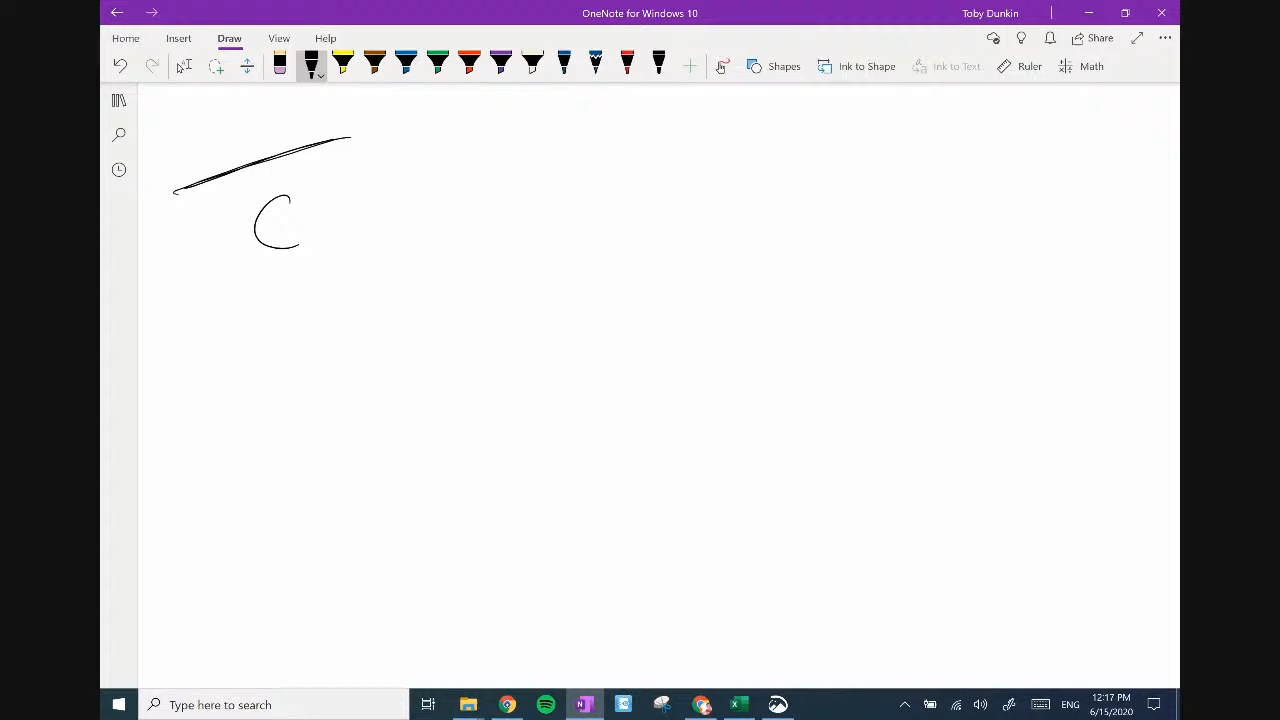 OneNote for Windows 10
Toby Dunkin
Home Insert Draw View Help
Share
Shapes Ink to Shape Ink to Text Ruler Math
C
Type here to search
N
ENG
12:17 PM
6/15/2020